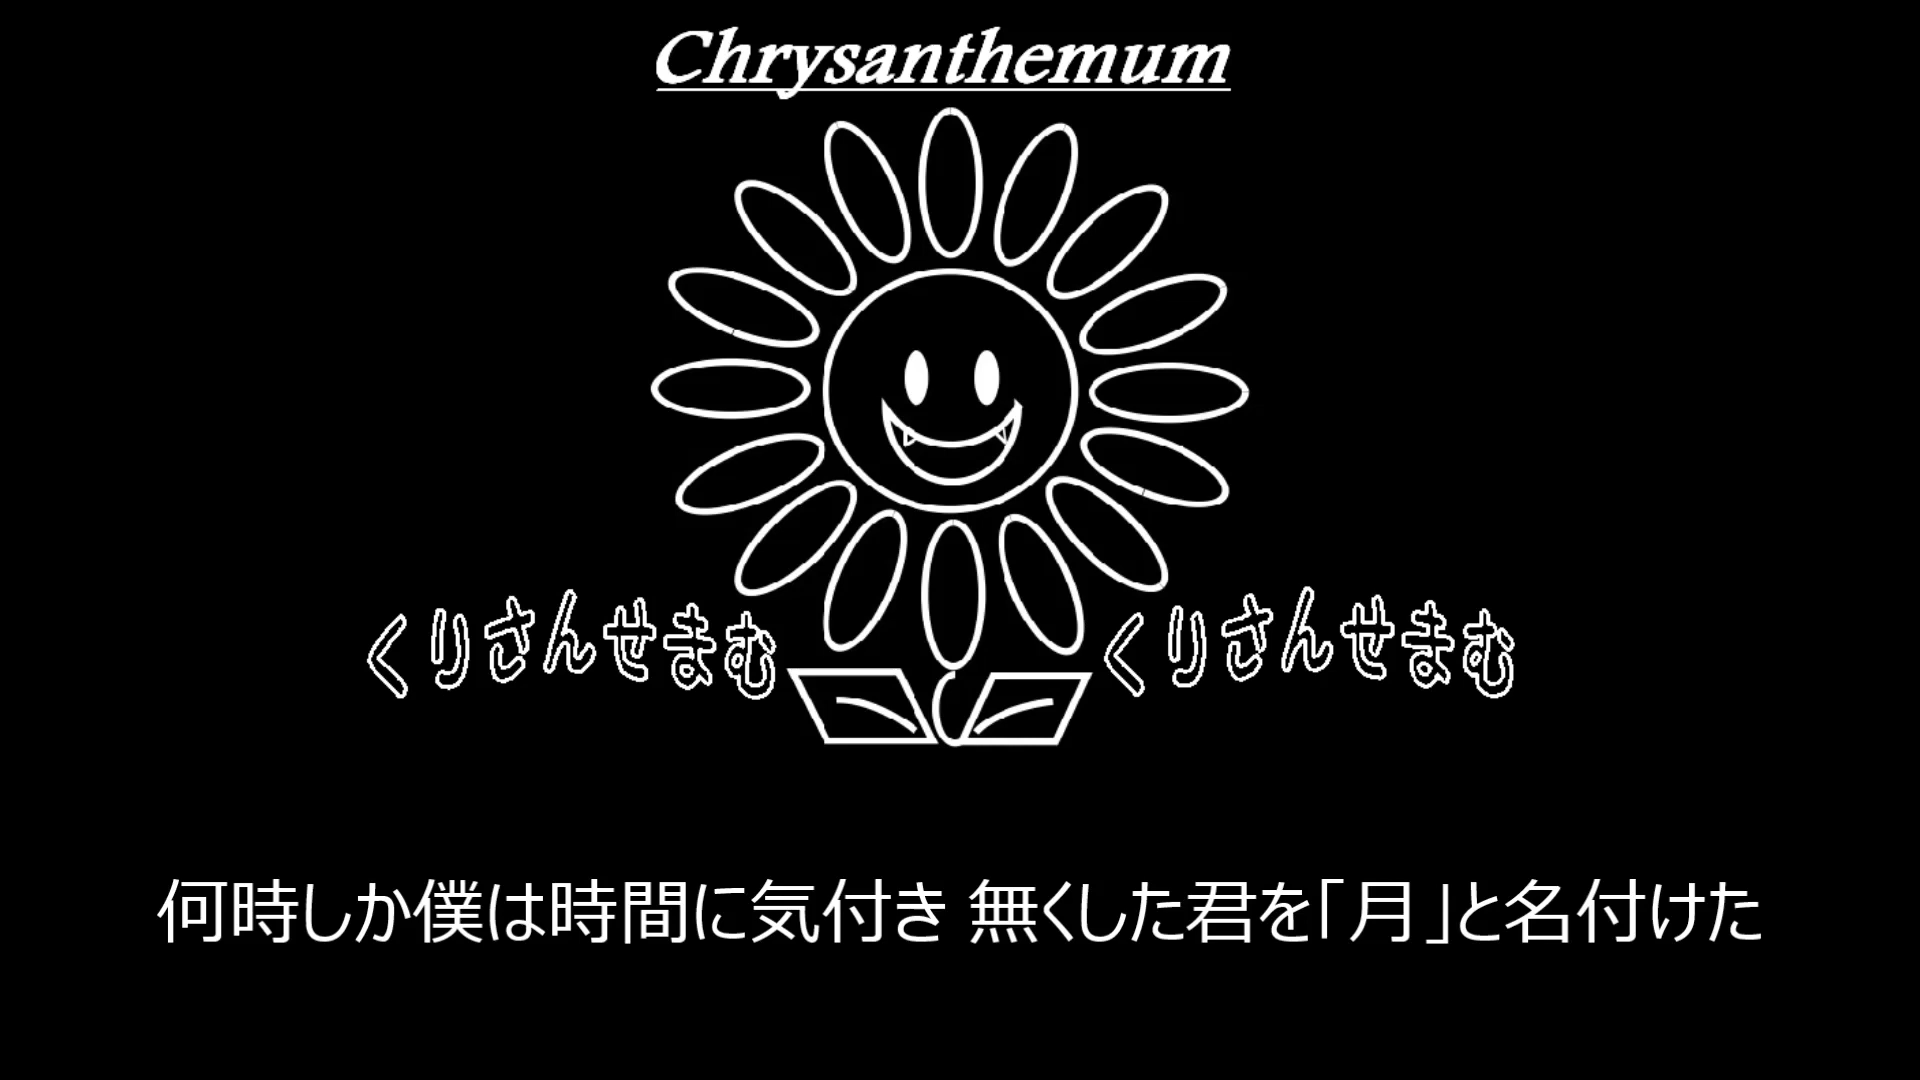 Chrysanthemum
くりさんせまむ くりさんせまむ
何時しか僕は時間に気付き 無くした君を「月」と名付けた